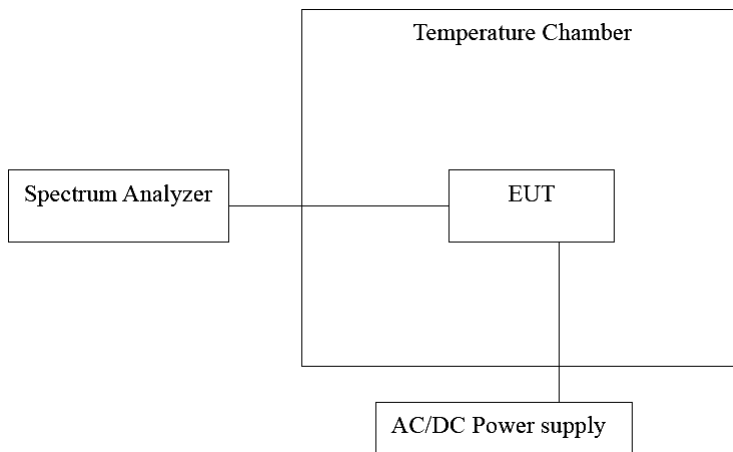 Temperature Chamber
Spectrum Analyzer
EUT
AC/DC Power supply